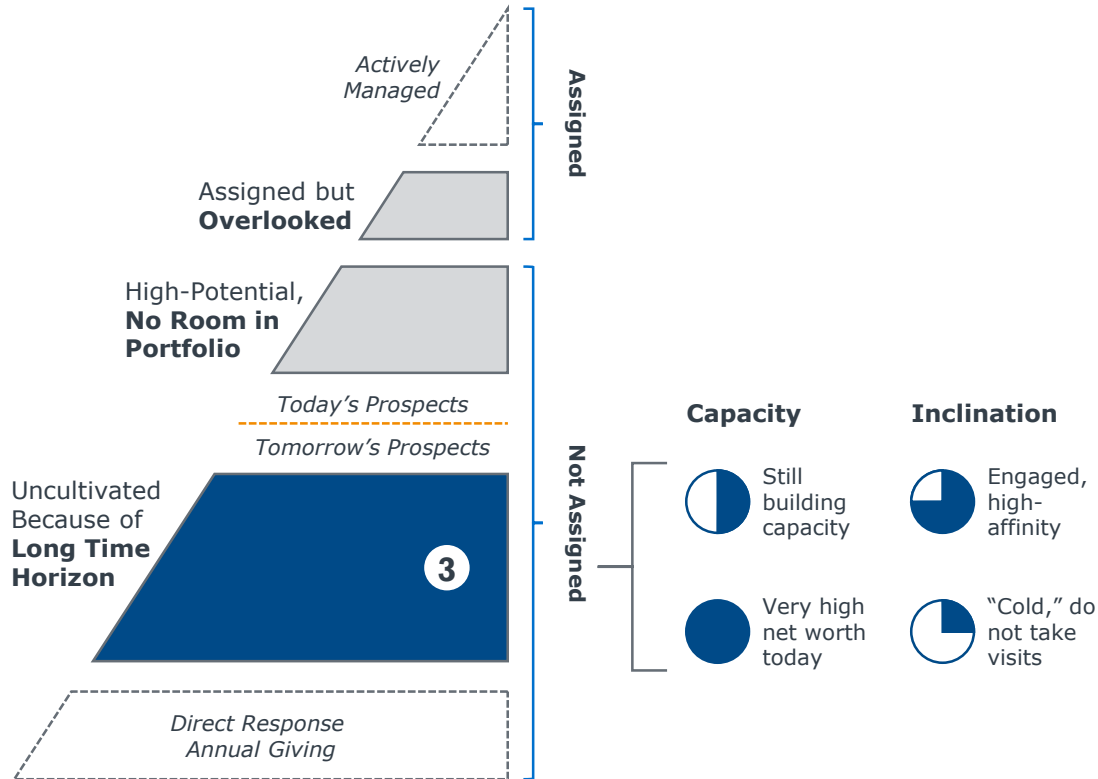 Actively
Managed
Assigned
Assigned but
Overlooked
High-Potential,
No Room in
Portfolio
Today's Prospects
Tomorrow's Prospects
Not Assigned
Uncultivated
Because of
Long Time
Horizon
3
Direct Response
Annual Giving
Capacity
Inclination
Still
building
capacity
Engaged,
high-
affinity
Very high
net worth
today
“Cold,” do
not take
visits